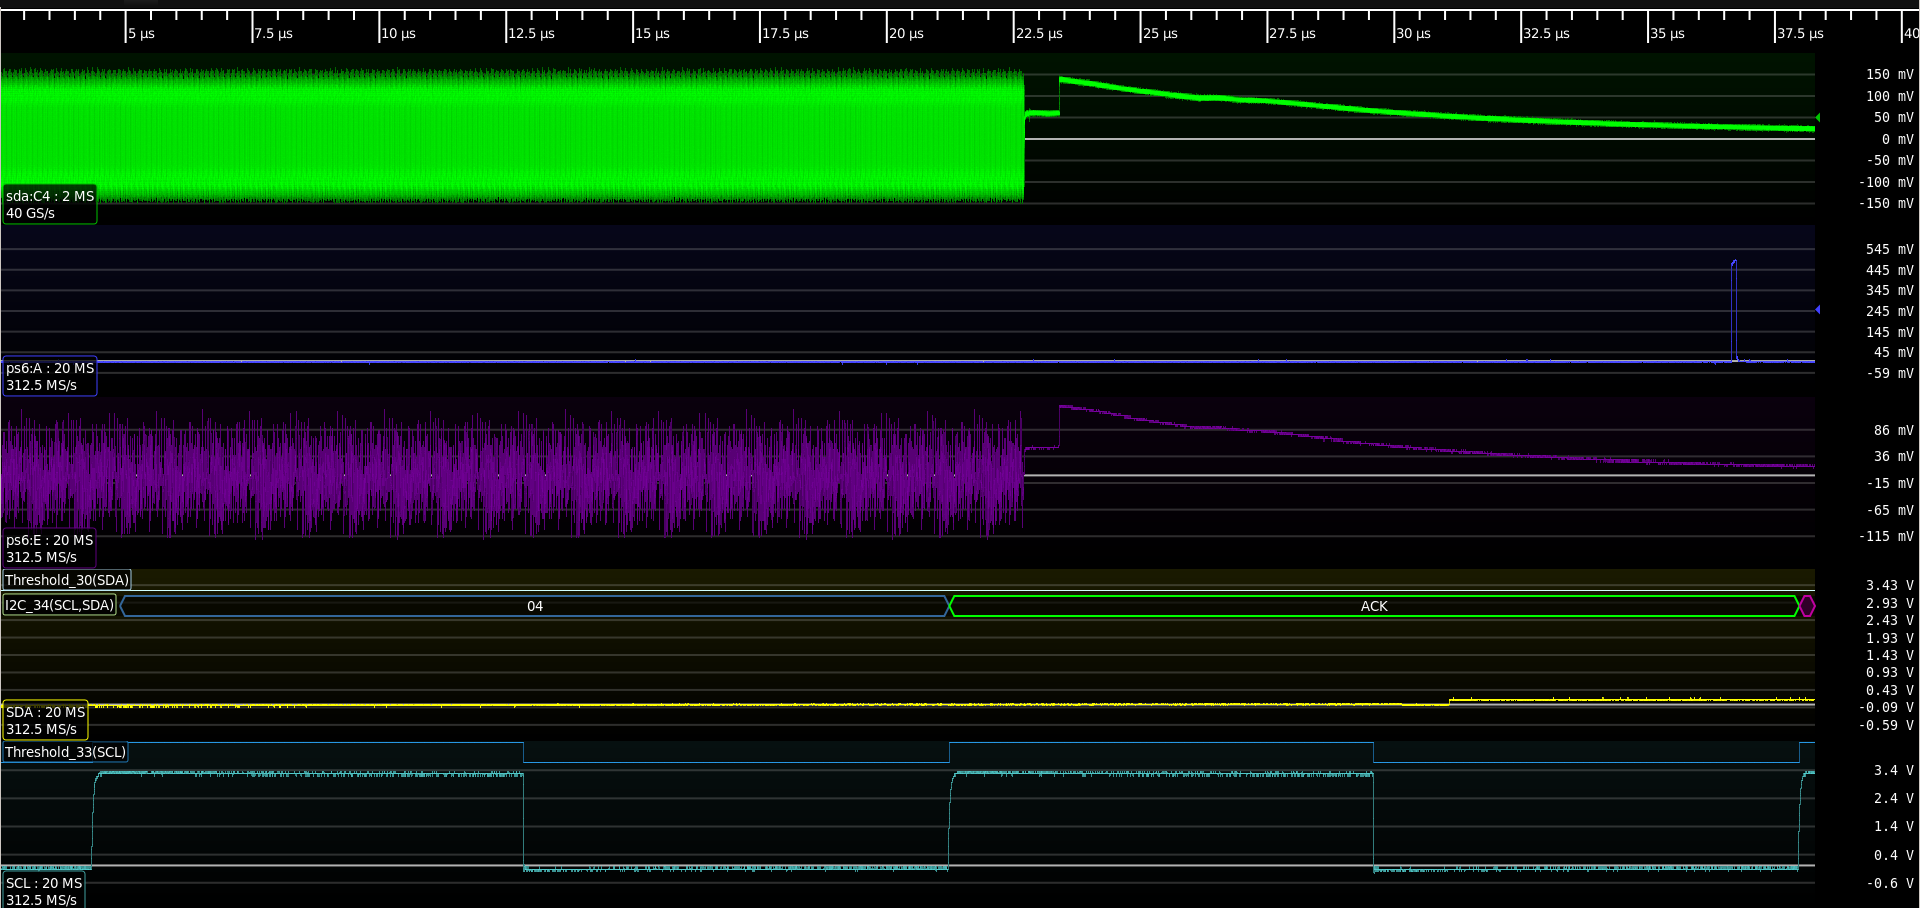 5 µs 7.5 µs 10 µs 12.5 µs 15 µs 17.5 µs 20 µs 22.5 µs 25 µs 27.5 µs 30 µs 32.5 µs 35 µs 37.5 µs 40
150 mV
100 mV
50 mV
0 mV
-50 mV
-100 mV
-150 mV
sda:C4 : 2 MS
40 GS/s
545 mV
445 mV
345 mV
245 mV
145 mV
45 mV
-59 mV
ps6:A : 20 MS
312.5 MS/s
86 mV
36 mV
-15 mV
-65 mV
-115 mV
ps6:E : 20 MS
312.5 MS/s
Threshold_30(SDA)
I2C_34(SCL,SDA)
04
ACK
3.43 V
2.93 V
2.43 V
1.93 V
1.43 V
0.93 V
0.43 V
-0.09 V
-0.59 V
SDA : 20 MS
312.5 MS/s
Threshold_33(SCL)
3.4 V
2.4 V
1.4 V
0.4 V
-0.6 V
SCL : 20 MS
312.5 MS/s